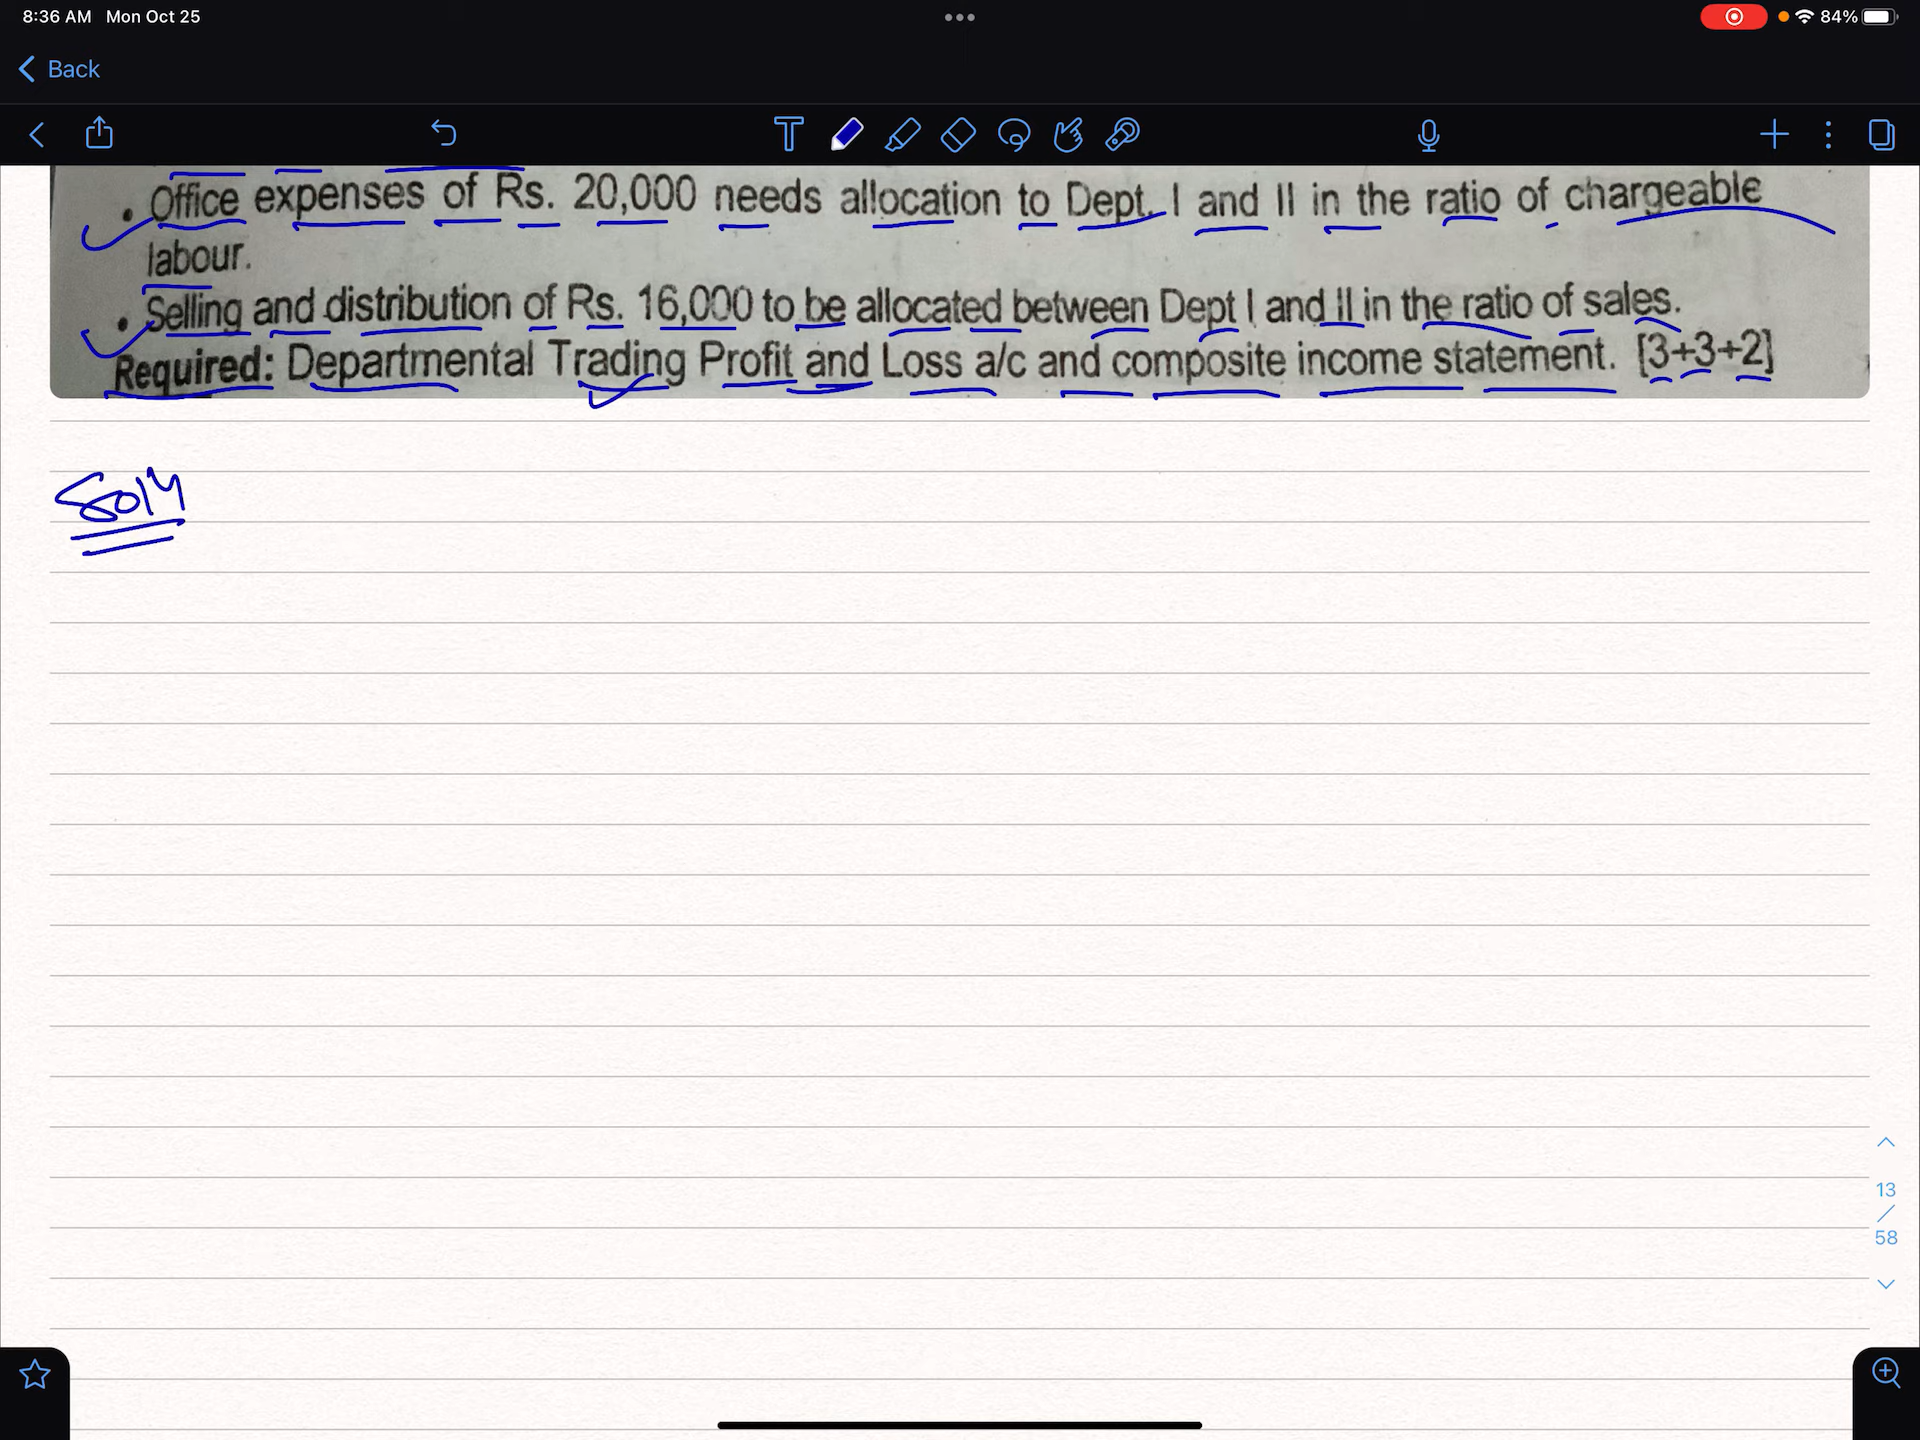 8:36 AM Mon Oct 25
84%
Back
• Office expenses of Rs. 20,000 needs allocation to Dept. I and II in the ratio of chargeable
labour.
• Selling and distribution of Rs. 16,000 to be allocated between Dept I and II in the ratio of sales.
Required: Departmental Trading Profit and Loss a/c and composite income statement. [3+3+2]
Soln
13
/
58